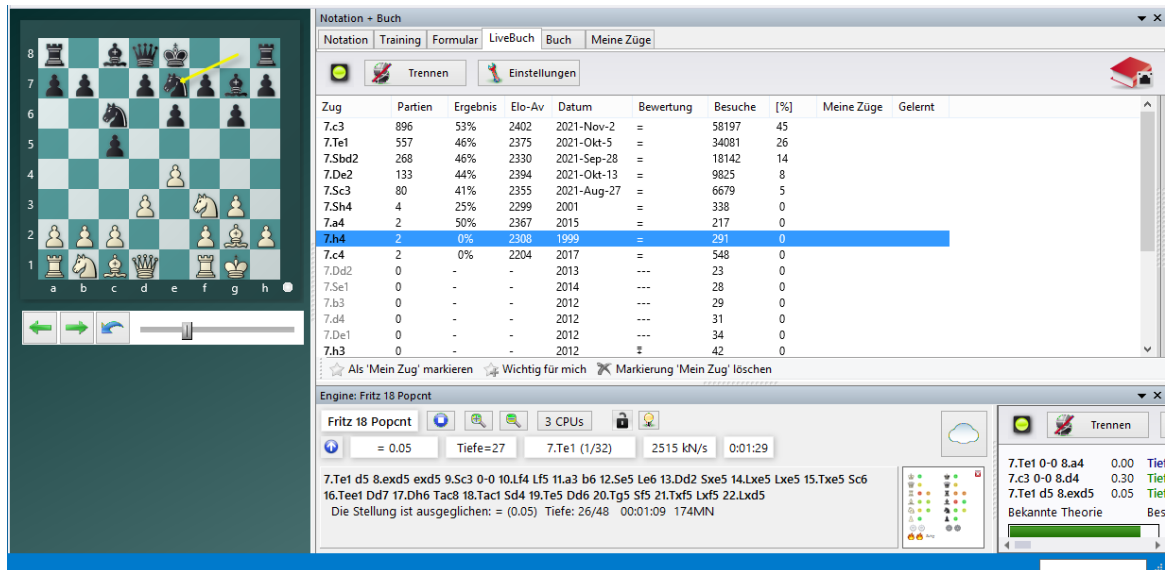 Notation + Buch
Notation Training Formular LiveBuch Buch Meine Züge
Trennen Einstellungen
Zug Partien Ergebnis Elo-Av Datum Bewertung Besuche [%] Meine Züge Gelernt
7.c3 896 53% 2402 2021-Nov-2 = 58197 45
7.Te1 557 46% 2375 2021-Okt-5 = 34081 26
7.Sbd2 268 46% 2330 2021-Sep-28 = 18142 14
7.De2 133 44% 2394 2021-Okt-13 = 9825 8
7.Sc3 80 41% 2355 2021-Aug-27 = 6679 5
7.Sh4 4 25% 2299 2001 = 338 0
7.a4 2 50% 2367 2015 = 217 0
7.h4 2 0% 2308 1999 = 291 0
7.c4 2 0% 2204 2017 = 548 0
7.Dd2 0 - - 2013 --- 23 0
7.Se1 0 - - 2014 --- 28 0
7.b3 0 - - 2012 --- 29 0
7.d4 0 - - 2012 --- 31 0
7.De1 0 - - 2012 --- 34 0
7.h3 0 - - 2012 42 0
8
7
6
5
4
3
2
1
a b c d e f g h
Als 'Mein Zug' markieren Wichtig für mich Markierung 'Mein Zug' löschen
Engine: Fritz 18 Popcnt
Fritz 18 Popcnt 3 CPUs
= 0.05 Tiefe=27 7.Te1 (1/32) 2515 kN/s 0:01:29
7.Te1 d5 8.exd5 exd5 9.Sc3 0-0 10.Lf4 Lf5 11.a3 b6 12.Se5 Le6 13.Dd2 Sxe5 14.Lxe5 Lxe5 15.Txe5 Sc6
16.Tee1 Dd7 17.Dh6 Tac8 18.Tac1 Sd4 19.Te5 Dd6 20.Tg5 Sf5 21.Txf5 Lxf5 22.Lxd5
Die Stellung ist ausgeglichen: = (0.05) Tiefe: 26/48 00:01:09 174MN
Trennen
7.Te1 0-0 8.a4 0.00 Tief
7.c3 0-0 8.d4 0.30 Tief
7.Te1 d5 8.exd5 0.05 Tief
Bekannte Theorie Bes